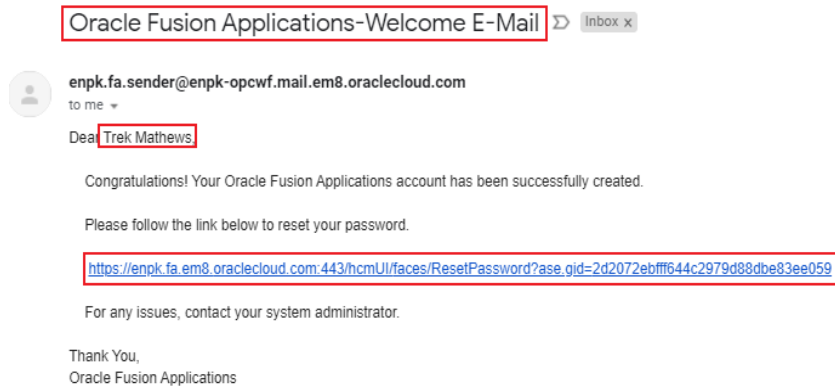 Oracle Fusion Applications-Welcome E-Mail Inbox x
enpk.fa.sender@enpk-opcwf.mail.em8.oraclecloud.com
to me
Dear Trek Mathews,
Congratulations! Your Oracle Fusion Applications account has been successfully created.
Please follow the link below to reset your password.
https://enpk.fa.em8.oraclecloud.com:443/hcmUI/faces/ResetPassword?ase.gid=2d2072ebfff644c2979d88dbe83ee059
For any issues, contact your system administrator.
Thank You,
Oracle Fusion Applications